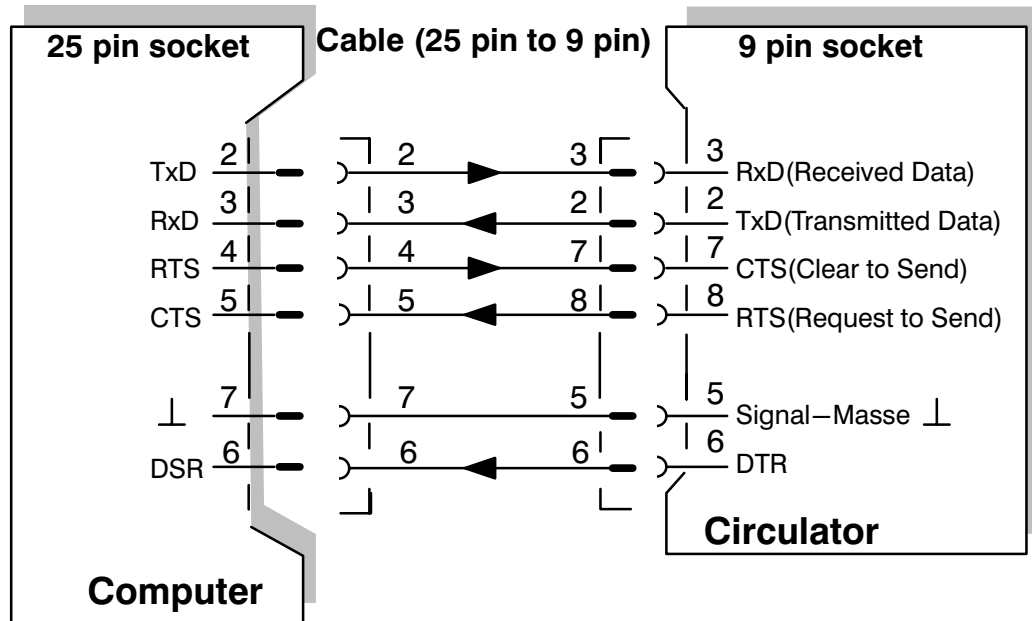 25 pin socket Cable (25 pin to 9 pin) 9 pin socket
TxD 2 2 3 3 RxD(Received Data)
RxD 3 3 2 2 TxD(Transmitted Data)
RTS 4 4 7 7 CTS(Clear to Send)
CTS 5 5 8 8 RTS(Request to Send)
⊥ 7 7 5 5 Signal–Masse ⊥
DSR 6 6 6 6 DTR
Circulator
Computer